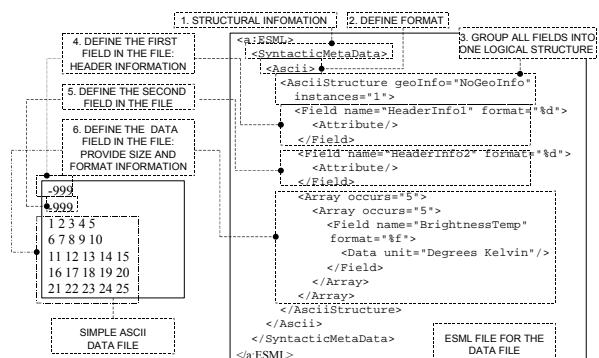 1. STRUCTURAL INFOMATION
2. DEFINE FORMAT
3. GROUP ALL FIELDS INTO
ONE LOGICAL STRUCTURE
4. DEFINE THE FIRST
FIELD IN THE FILE:
HEADER INFORMATION
5. DEFINE THE SECOND
FIELD IN THE FILE
6. DEFINE THE DATA
FIELD IN THE FILE:
PROVIDE SIZE AND
FORMAT INFORMATION
-999
-999
1 2 3 4 5
6 7 8 9 10
11 12 13 14 15
16 17 18 19 20
21 22 23 24 25
SIMPLE ASCII
DATA FILE
<a:ESML>
<SyntacticMetaData>
<Ascii>
<AsciiStructure geoInfo="NoGeoInfo"
instances="1">
<Field name="HeaderInfo1" format="%d">
<Attribute/>
</Field>
<Field name="HeaderInfo2" format="%d">
<Attribute/>
</Field>
<Array occurs="5">
<Array occurs="5">
<Field name="BrightnessTemp"
format="%f">
<Data unit="Degrees Kelvin"/>
</Field>
</Array>
</Array>
</AsciiStructure>
</Ascii>
</SyntacticMetaData>
</a:ESML>
ESML FILE FOR THE
DATA FILE